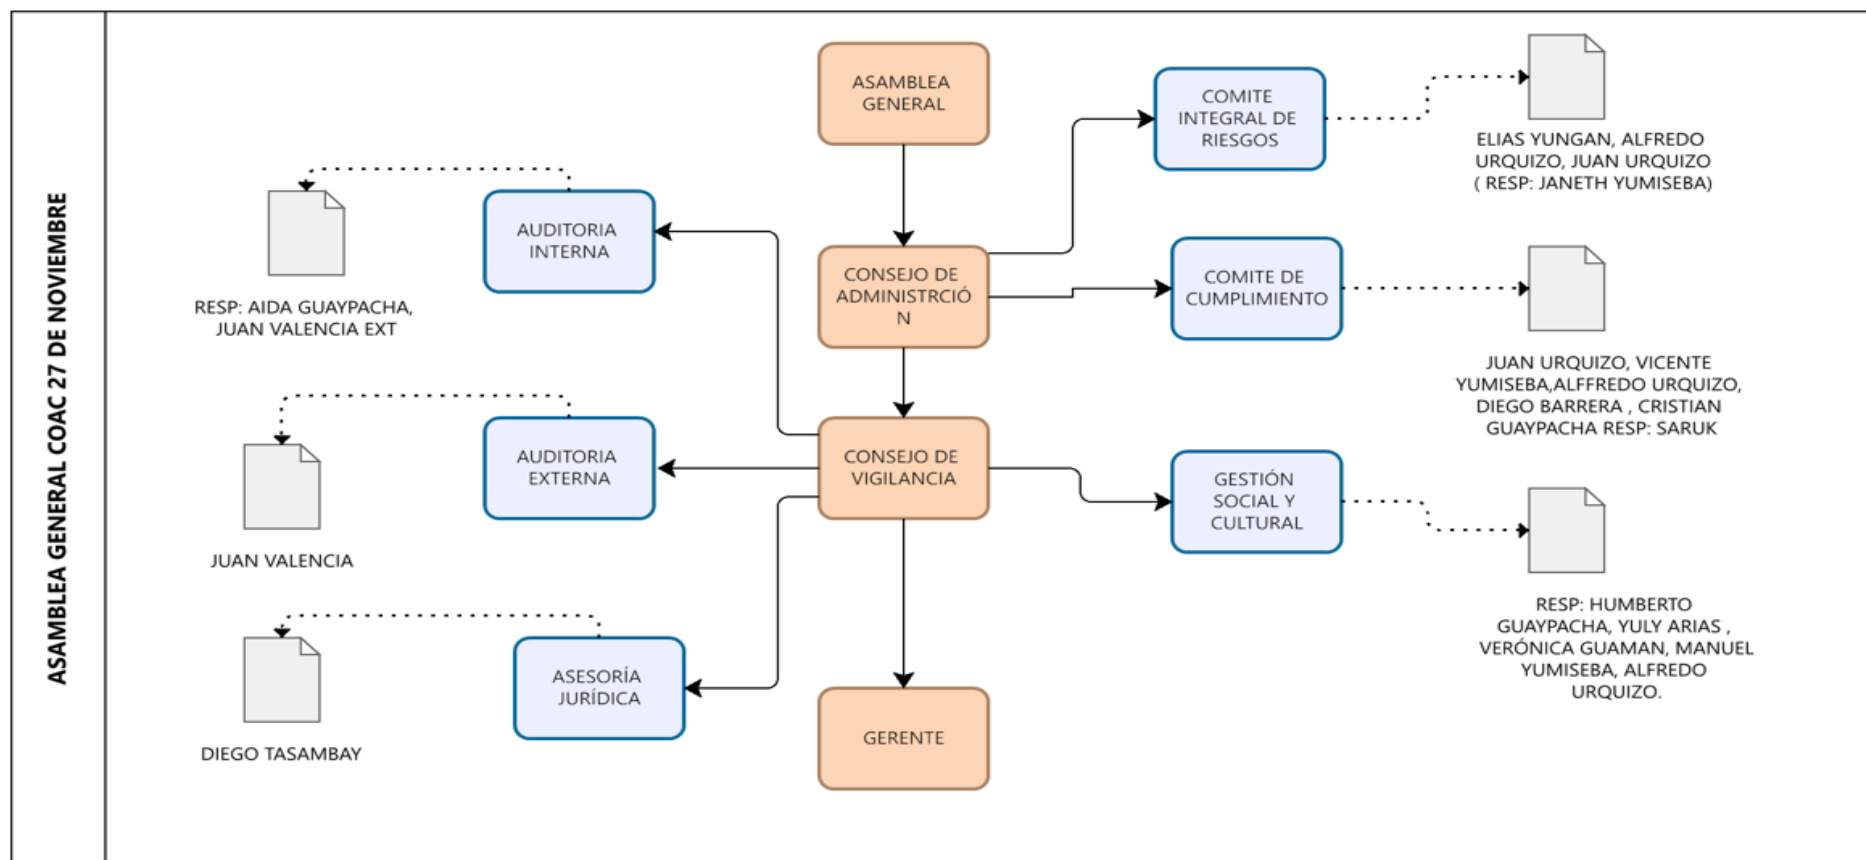 ASAMBLEA GENERAL COAC 27 DE NOVIEMBRE
ASAMBLEA
GENERAL
COMITE
INTEGRAL DE
RIESGOS
ELIAS YUNGAN, ALFREDO
URQUIZO, JUAN URQUIZO
( RESP: JANETH YUMISEBA)
AUDITORIA
INTERNA
RESP: AIDA GUAYPACHA,
JUAN VALENCIA EXT
CONSEJO DE
ADMINISTRCIÓ
N
COMITE DE
CUMPLIMIENTO
JUAN URQUIZO, VICENTE
YUMISEBA,ALFFREDO URQUIZO,
DIEGO BARRERA , CRISTIAN
GUAYPACHA RESP: SARUK
AUDITORIA
EXTERNA
JUAN VALENCIA
CONSEJO DE
VIGILANCIA
GESTIÓN
SOCIAL Y
CULTURAL
RESP: HUMBERTO
GUAYPACHA, YULY ARIAS ,
VERÓNICA GUAMAN, MANUEL
YUMISEBA, ALFREDO
URQUIZO.
ASESORÍA
JURÍDICA
DIEGO TASAMBAY
GERENTE